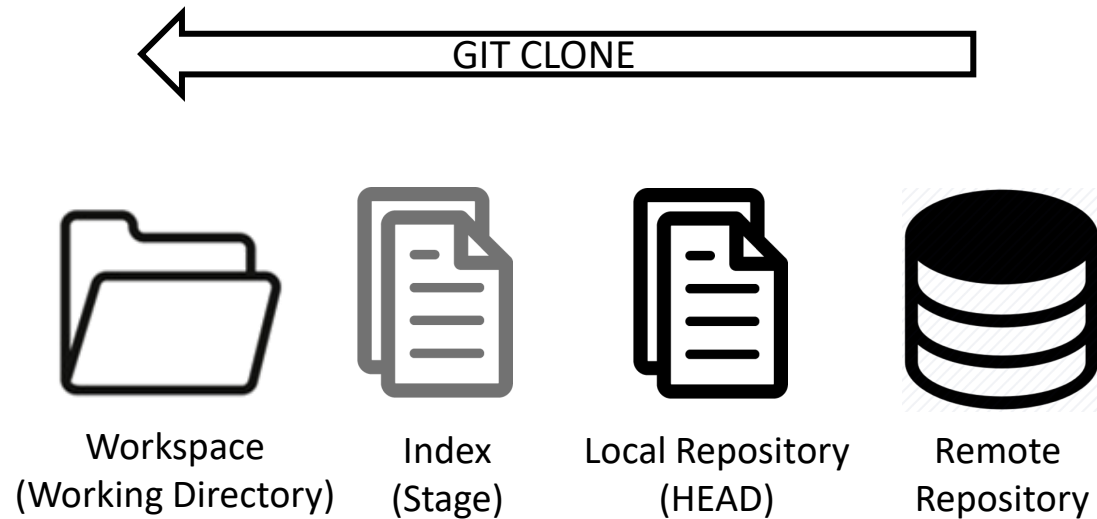 GIT CLONE
Workspace
(Working Directory)
Index
(Stage)
Local Repository
(HEAD)
Remote
Repository